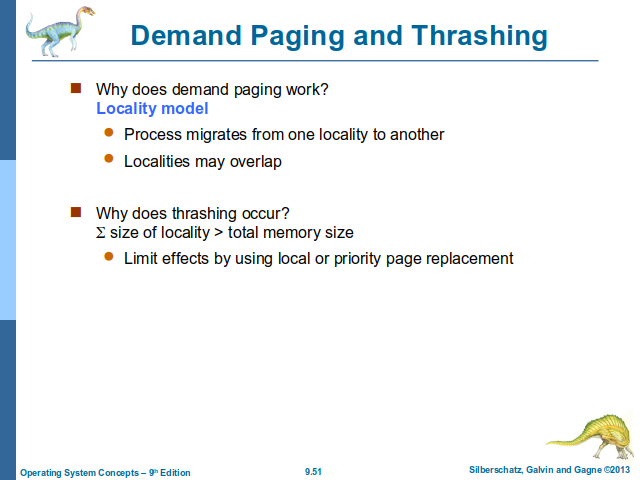 Demand Paging and Thrashing
Why does demand paging work?
Locality model
Process migrates from one locality to another
Localities may overlap
Why does thrashing occur?
Σ size of locality > total memory size
Limit effects by using local or priority page replacement
Operating System Concepts – 9th Edition
9.51
Silberschatz, Galvin and Gagne ©2013